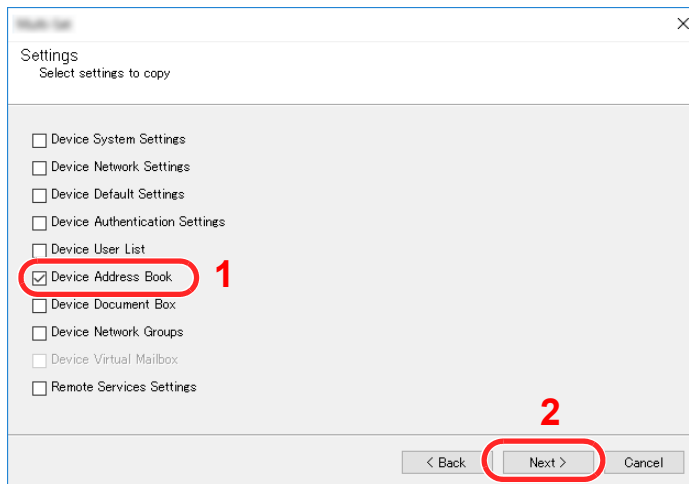 Settings
Select settings to copy
Device System Settings
Device Network Settings
Device Default Settings
Device Authentication Settings
Device User List
Device Address Book
1
Device Document Box
Device Network Groups
Device Virtual Mailbox
Remote Services Settings
2
< Back
Next >
Cancel